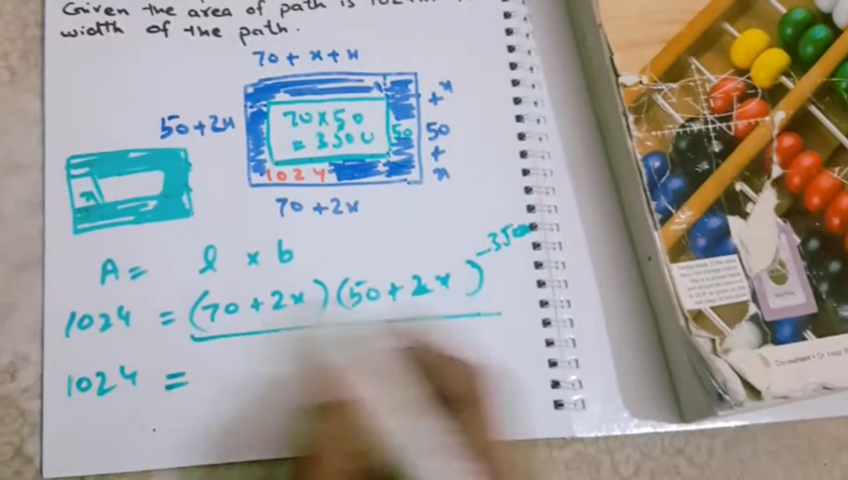 Given the area of path is 1024
width of the path.
70 + x + x
50+2x
70×50
= 3500
50
+x
50
+
x
1024
x
70 + 2x
A = l × b
1024 = (70 + 2x) (50 + 2x) -3500
1024 =